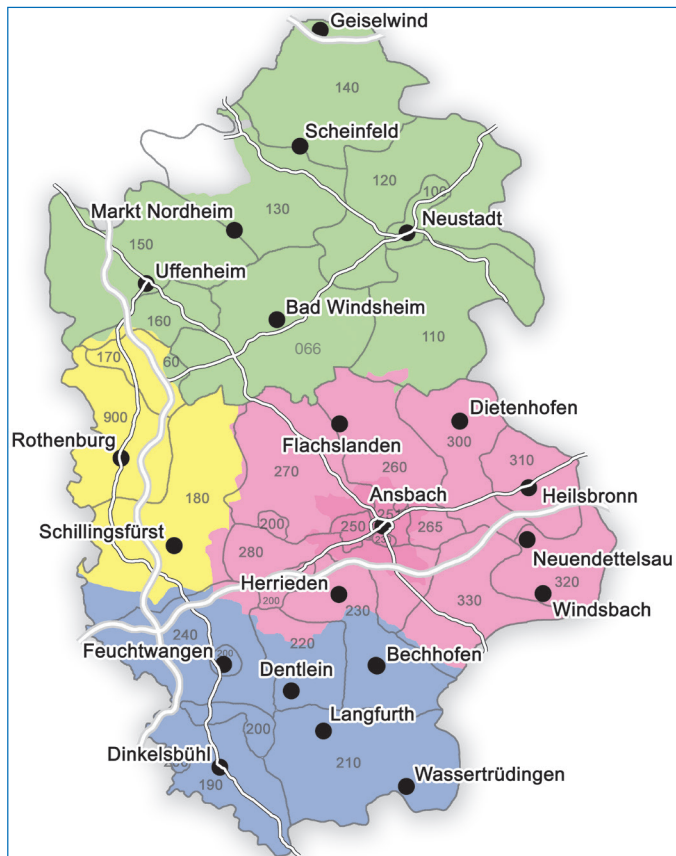 Geiselwind
140
Scheinfeld
120
100
Markt Nordheim
130
Neustadt
150
Uffenheim
160
Bad Windsheim
110
170
60
066
900
Dietenhofen
Flachslanden
300
Rothenburg
270
260
310
180
Ansbach
Heilsbronn
200
250
265
Schillingsfürst
280
Neuendettelsau
Herrieden
320
200
230
330
Windsbach
240
220
Feuchtwangen
200
Bechhofen
Dentlein
200
Langfurth
Dinkelsbühl
210
190
Wassertrüdingen